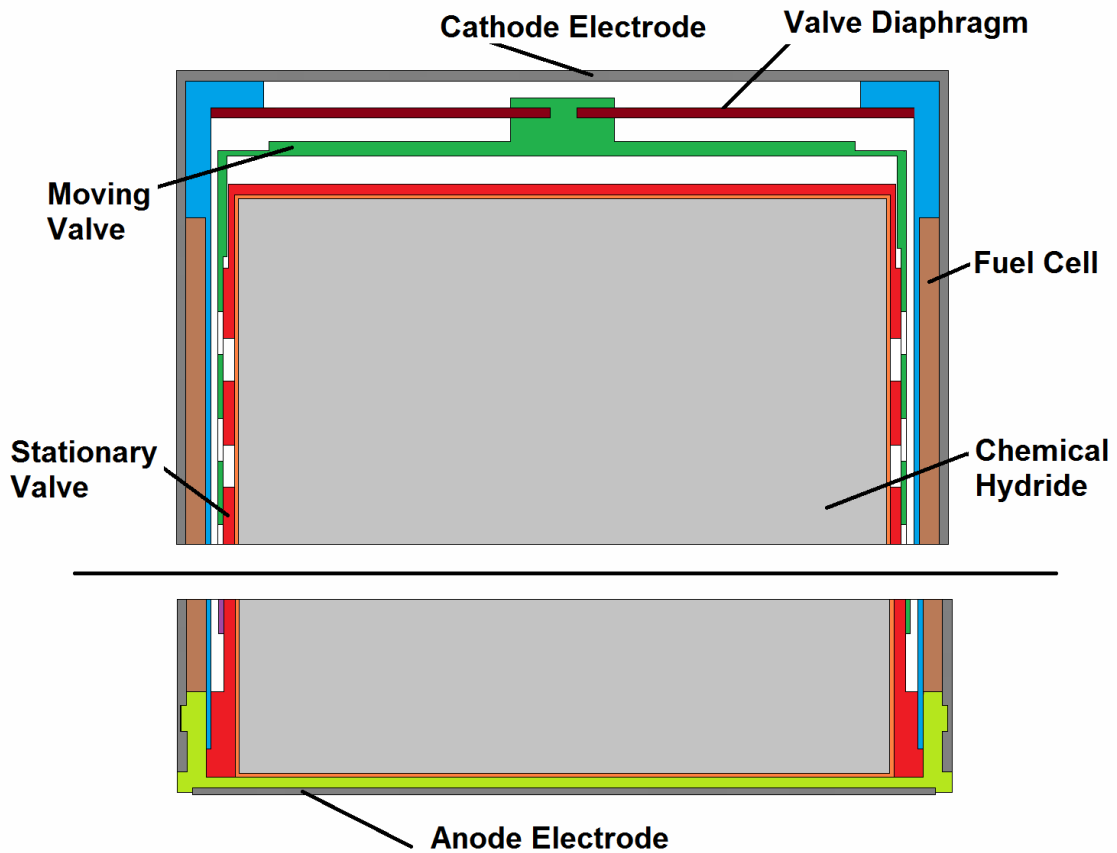 Cathode Electrode
Valve Diaphragm
Moving
Valve
Fuel Cell
Stationary
Valve
Chemical
Hydride
Anode Electrode